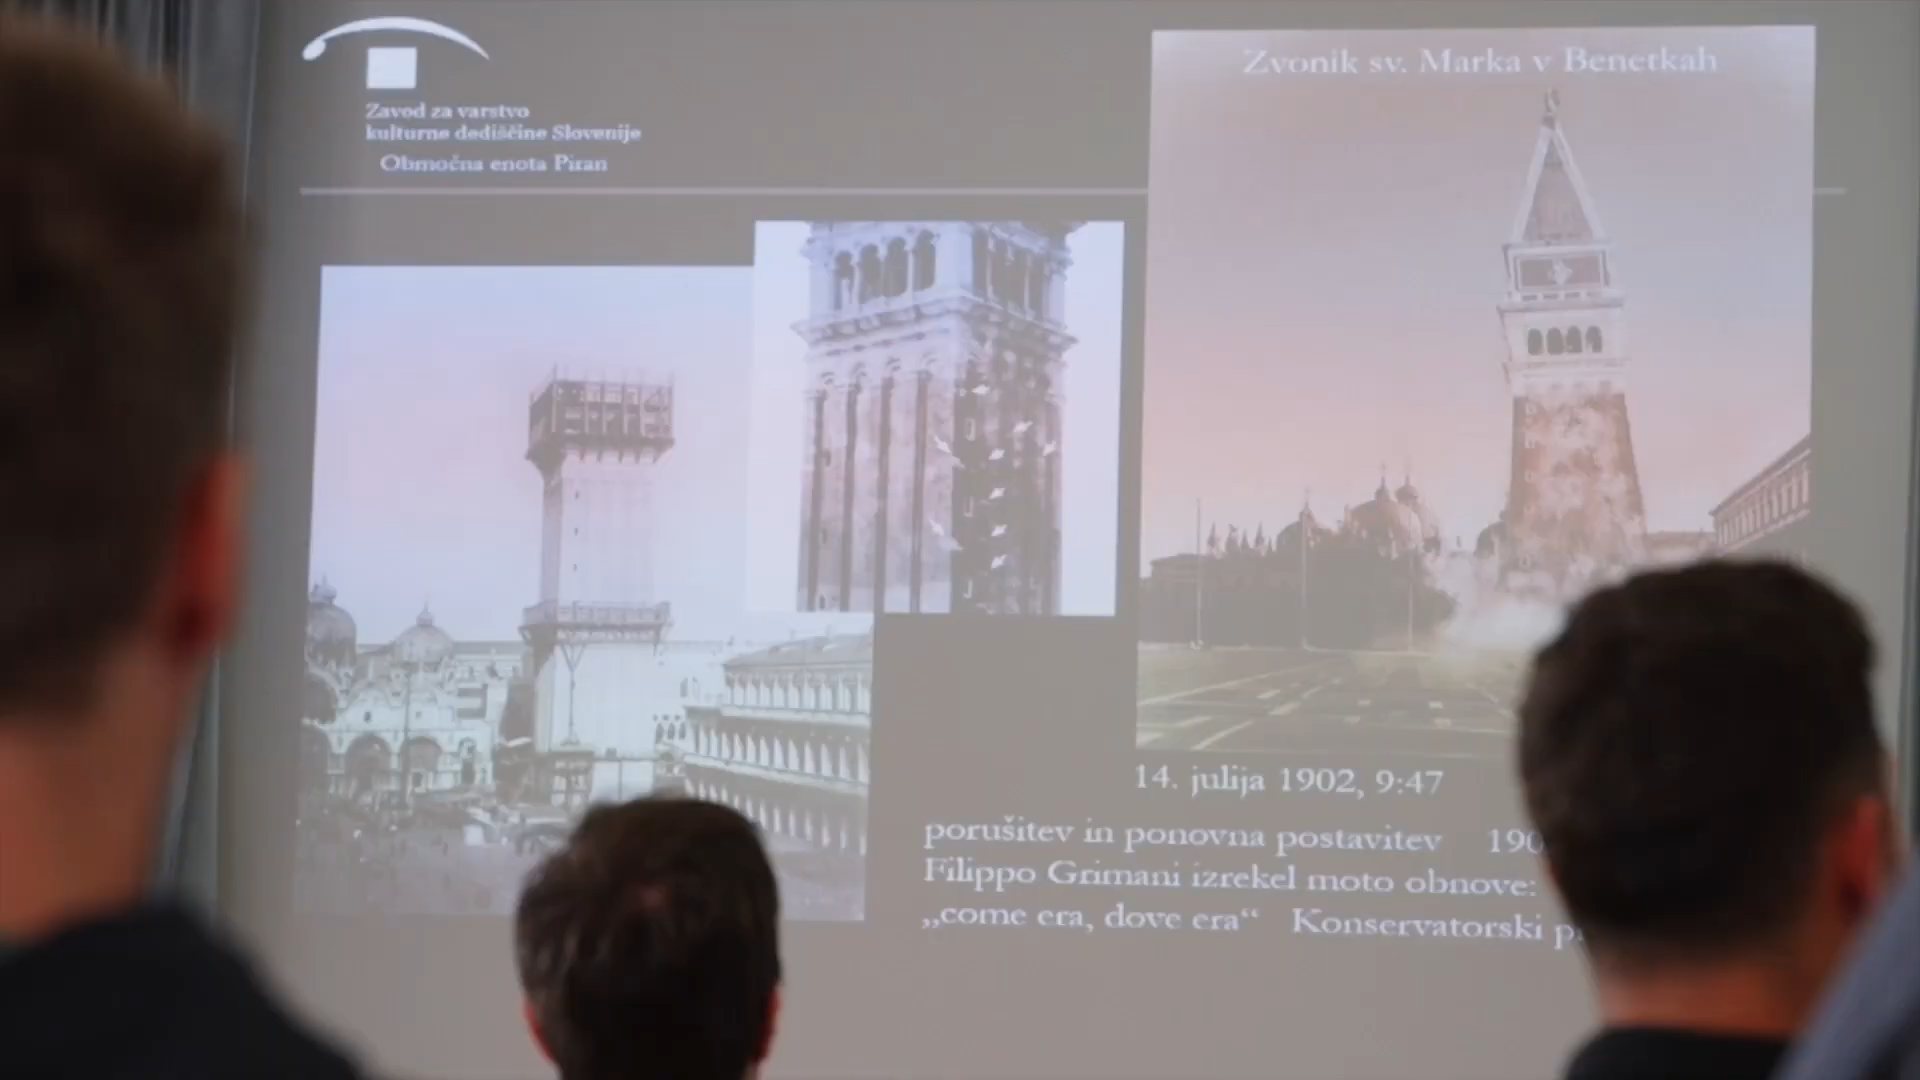 Zavod za varstvo
kulturne dediščine Slovenije
Območna enota Piran
Zvonik sv. Marka v Benetkah
14. julija 1902, 9:47
porušitev in ponovna postavitev
Filippo Grimani izrekel moto obnove:
„come era, dove era“ Konservatorski